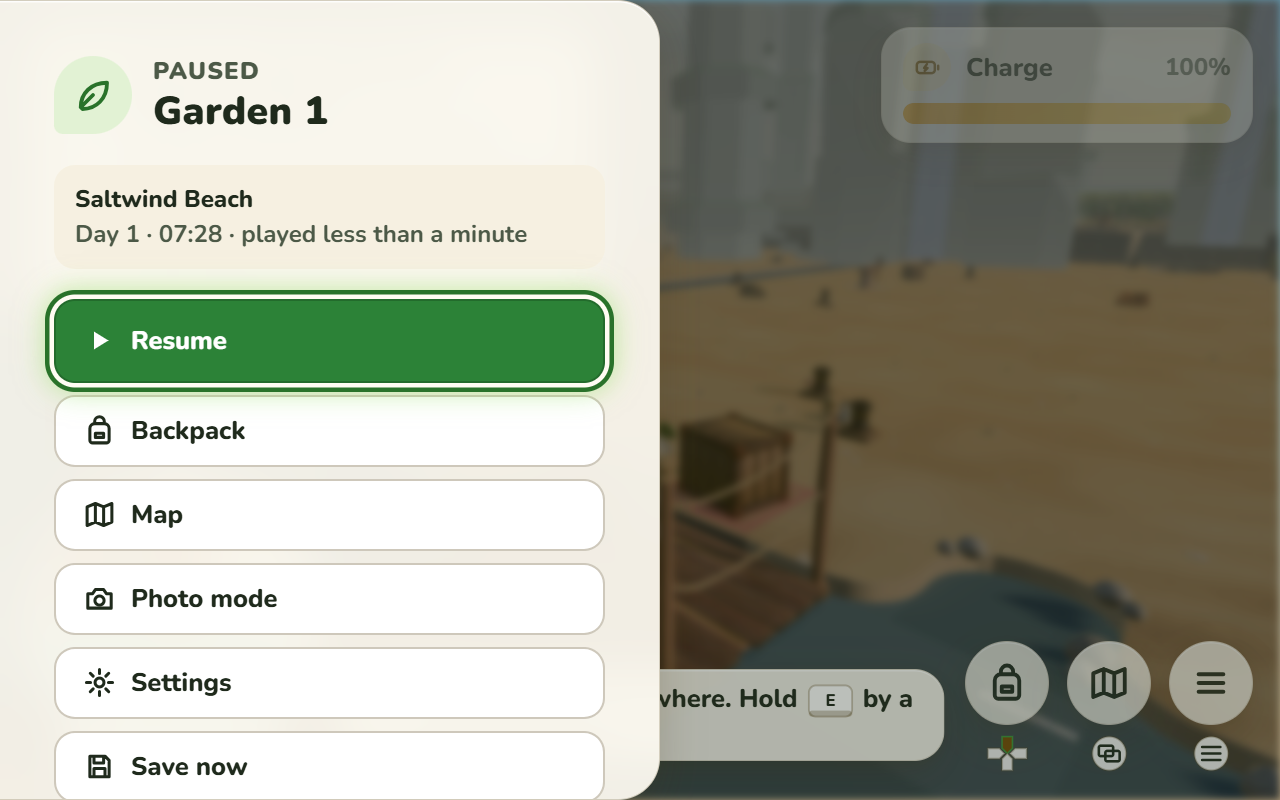 PAUSED
Garden 1
Saltwind Beach
Day 1 · 07:28 · played less than a minute
Resume
Backpack
Map
Photo mode
Settings
Save now
Charge 100%
where. Hold E by a